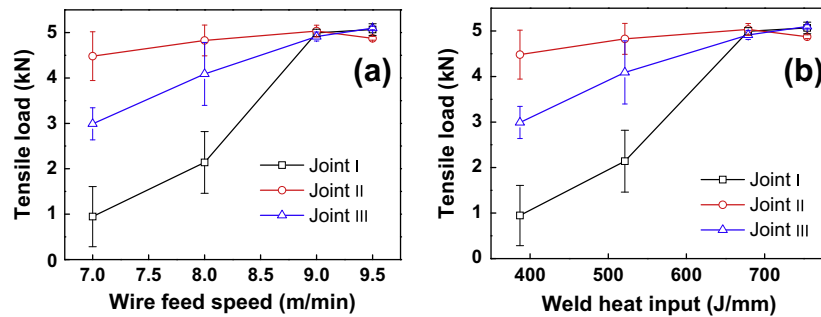 (a)
Tensile load (kN)
5
4
3
2
1
0
Joint I
Joint II
Joint III
7.0 7.5 8.0 8.5 9.0 9.5
Wire feed speed (m/min)
(b)
Tensile load (kN)
5
4
3
2
1
0
Joint I
Joint II
Joint III
400 500 600 700
Weld heat input (J/mm)